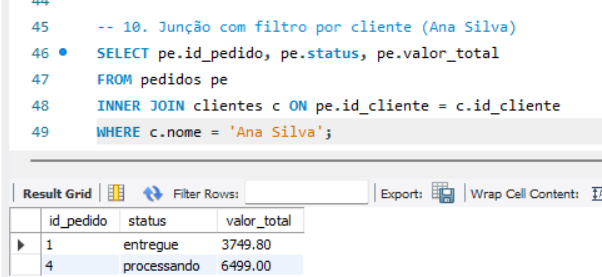 44
45 -- 10. Junção com filtro por cliente (Ana Silva)
46 SELECT pe.id_pedido, pe.status, pe.valor_total
47 FROM pedidos pe
48 INNER JOIN clientes c ON pe.id_cliente = c.id_cliente
49 WHERE c.nome = 'Ana Silva';
Result Grid Filter Rows: Export: Wrap Cell Content:
id_pedido status valor_total
1 entregue 3749.80
4 processando 6499.00